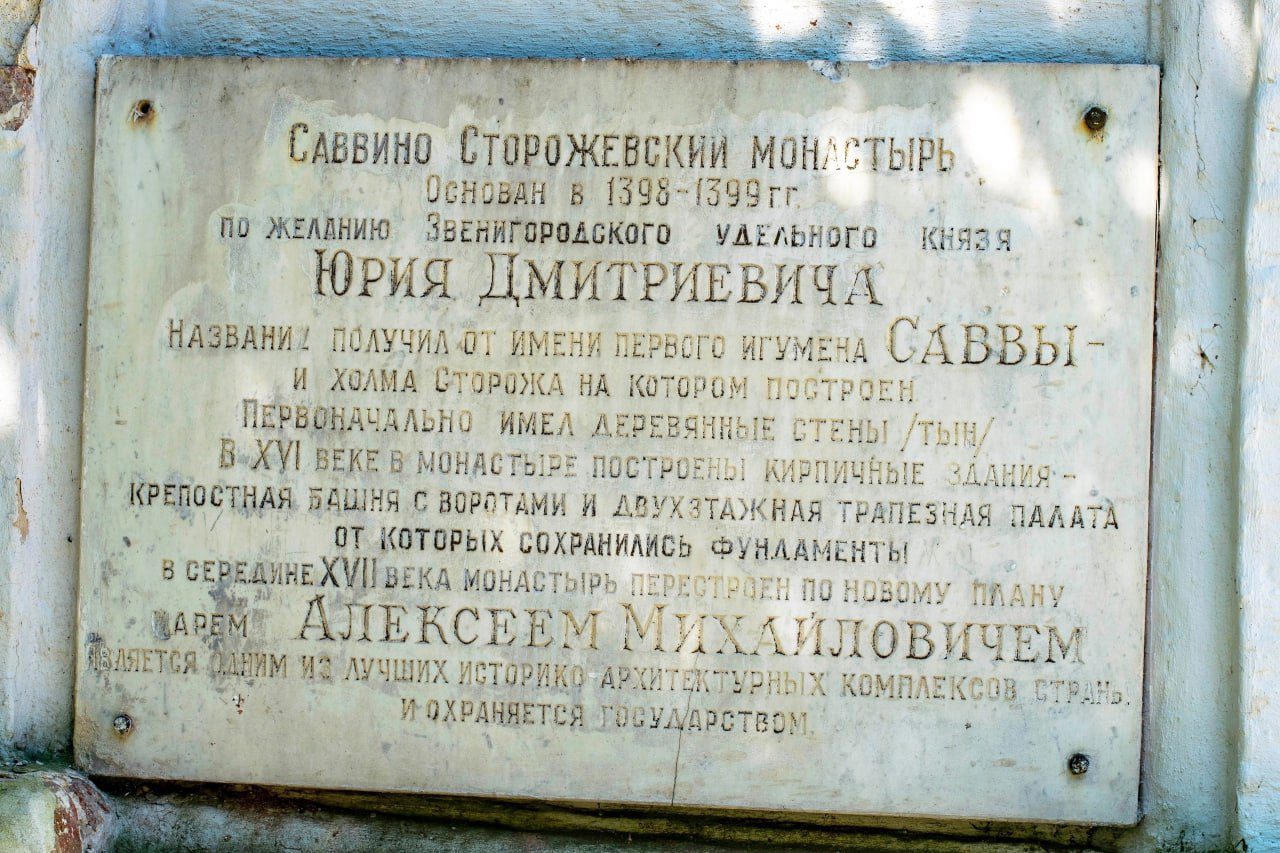 Саввино Сторожевский монастырь
Основан в 1398-1399 гг.
по желанию Звенигородского удельного князя
Юрия Дмитриевича
Названи получил от имени первого игумена Саввы -
и холма Сторожа на котором построен
Первоначально имел деревянные стены /тын/
В XVI веке в монастыре построены кирпичные здания -
крепостная башня с воротами и двухэтажная трапезная палата
от которых сохранились фундаменты
в середине XVII века монастырь перестроен по новому плану
царем Алексеем Михайловичем
Является одним из лучших историко архитектурных комплексов страны.
и охраняется государством.